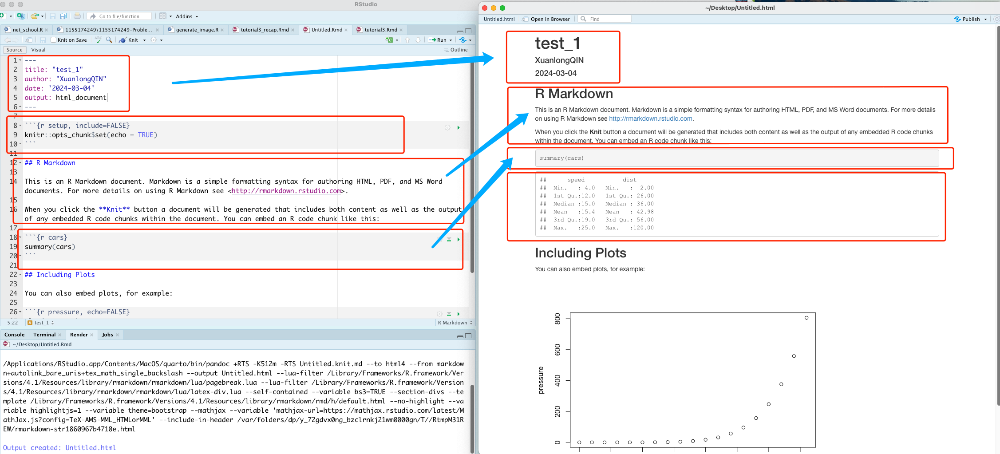 RStudio
Go to file/function
Addins
net_school.R
1155174249\1155174249-Proble...
generate_image.R
tutorial3_recap.Rmd
Untitled.Rmd
tutorial3.Rmd
Knit on Save
ABC
Knit
Run
Source
Visual
Outline
1 ---
2 title: "test_1"
3 author: "XuanlongQIN"
4 date: '2024-03-04'
5 output: html_document
6 ---
7
8 ```{r setup, include=FALSE}
9 knitr::opts_chunk$set(echo = TRUE)
10 ```
11
12 ## R Markdown
13
14 This is an R Markdown document. Markdown is a simple formatting syntax for authoring HTML, PDF, and MS Word
documents. For more details on using R Markdown see <http://rmarkdown.rstudio.com>.
15
16 When you click the **Knit** button a document will be generated that includes both content as well as the output
of any embedded R code chunks within the document. You can embed an R code chunk like this:
17
18 ```{r cars}
19 summary(cars)
20 ```
21
22 ## Including Plots
23
24 You can also embed plots, for example:
25
26 ```{r pressure, echo=FALSE}
5:22
# test_1
R Markdown
Console
Terminal
Render
Jobs
~/Desktop/Untitled.Rmd
/Applications/RStudio.app/Contents/MacOS/quarto/bin/pandoc +RTS -K512m -RTS Untitled.knit.md --to html4 --from markdow
n+autolink_bare_uris+tex_math_single_backslash --output Untitled.html --lua-filter /Library/Frameworks/R.framework/Ver
sions/4.1/Resources/library/rmarkdown/rmarkdown/lua/pagebreak.lua --lua-filter /Library/Frameworks/R.framework/Version
s/4.1/Resources/library/rmarkdown/rmarkdown/lua/latex-div.lua --self-contained --variable bs3=TRUE --section-divs --te
mplate /Library/Frameworks/R.framework/Versions/4.1/Resources/library/rmarkdown/rmd/h/default.html --no-highlight --va
riable highlightjs=1 --variable theme=bootstrap --mathjax --variable 'mathjax-url=https://mathjax.rstudio.com/latest/M
athJax.js?config=TeX-AMS-MML_HTMLorMML' --include-in-header /var/folders/dp/y_72gdvx0ng_bzclrnkj21wm0000gn/T//RtmpM31R
EW/rmarkdown-str1860967b4710e.html
Output created: Untitled.html
~/Desktop/Untitled.html
Untitled.html
Open in Browser
Find
Publish
test_1
XuanlongQIN
2024-03-04
R Markdown
This is an R Markdown document. Markdown is a simple formatting syntax for authoring HTML, PDF, and MS Word documents. For more details
on using R Markdown see http://rmarkdown.rstudio.com.
When you click the Knit button a document will be generated that includes both content as well as the output of any embedded R code chunks
within the document. You can embed an R code chunk like this:
summary(cars)
## speed dist
## Min. : 4.0 Min. : 2.00
## 1st Qu.:12.0 1st Qu.: 26.00
## Median :15.0 Median : 36.00
## Mean :15.4 Mean : 42.98
## 3rd Qu.:19.0 3rd Qu.: 56.00
## Max. :25.0 Max. :120.00
Including Plots
You can also embed plots, for example:
pressure
800
600
400
200
0